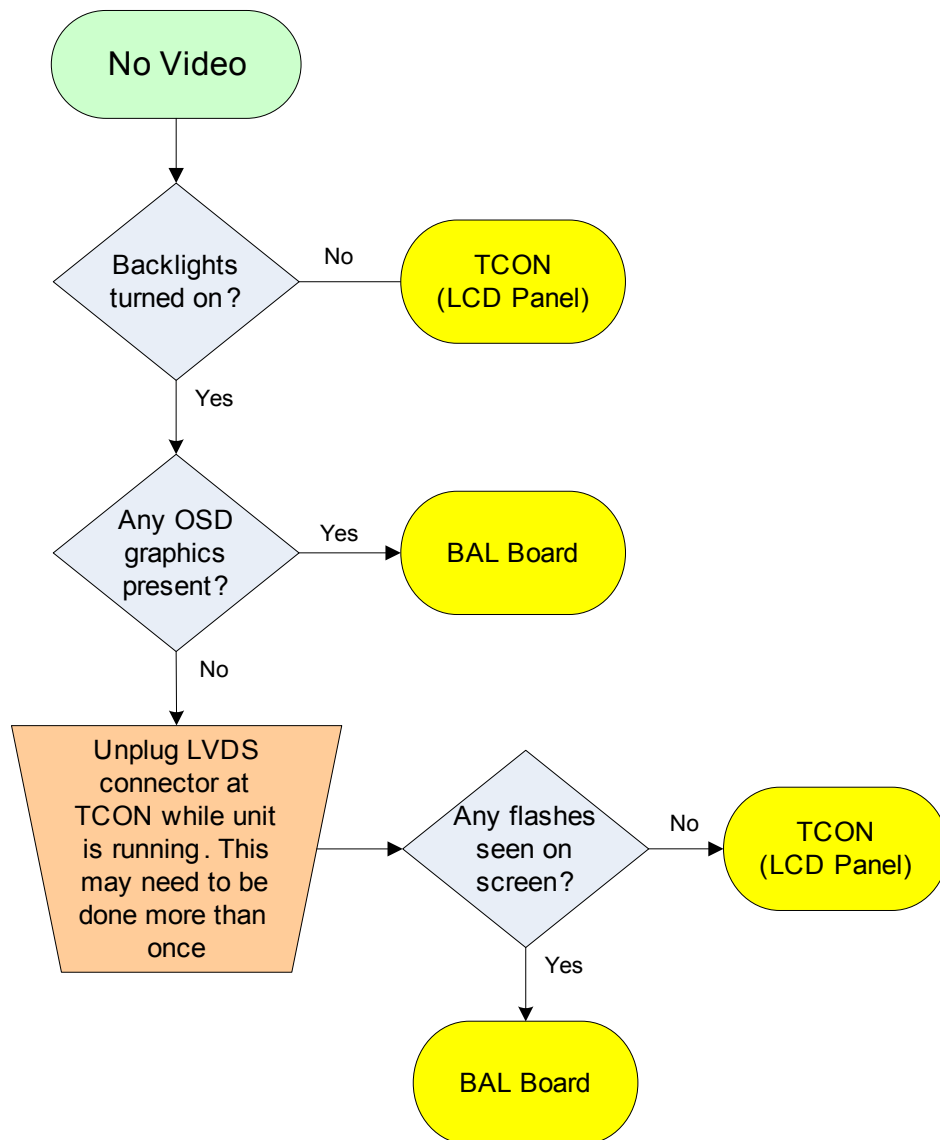 No Video
Backlights
turned on?
No
TCON
(LCD Panel)
Yes
Any OSD
graphics
present?
Yes
BAL Board
No
Unplug LVDS
connector at
TCON while unit
is running. This
may need to be
done more than
once
Any flashes
seen on
screen?
No
TCON
(LCD Panel)
Yes
BAL Board